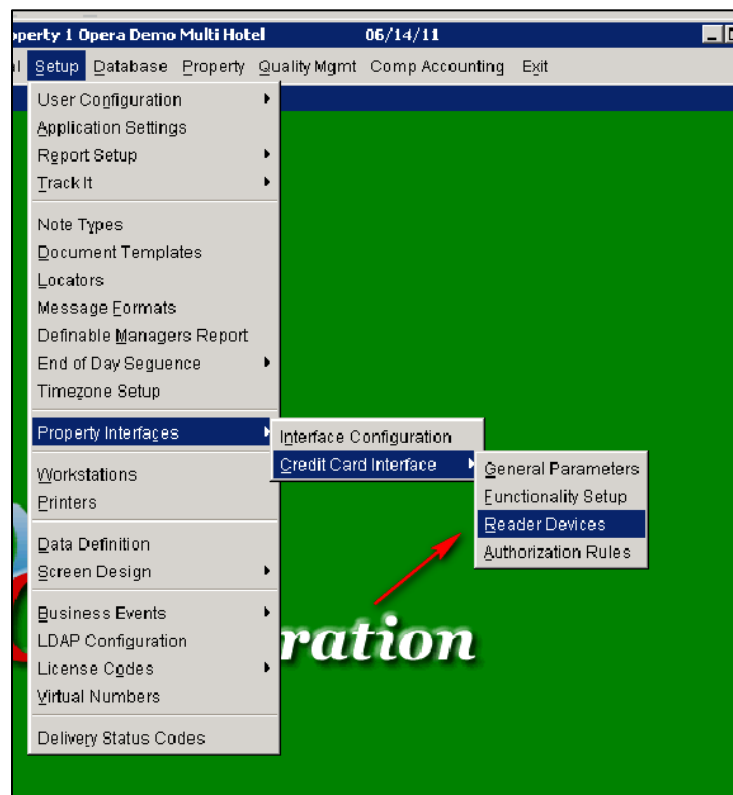 operty 1 Opera Demo Multi Hotel 06/14/11
Setup Database Property Quality Mgmt Comp Accounting Exit
User Configuration
Application Settings
Report Setup
Track It
Note Types
Document Templates
Locators
Message Formats
Definable Managers Report
End of Day Sequence
Timezone Setup
Property Interfaces
Interface Configuration
Credit Card Interface
General Parameters
Functionality Setup
Reader Devices
Authorization Rules
Workstations
Printers
Data Definition
Screen Design
Business Events
LDAP Configuration
License Codes
Virtual Numbers
Delivery Status Codes
ration